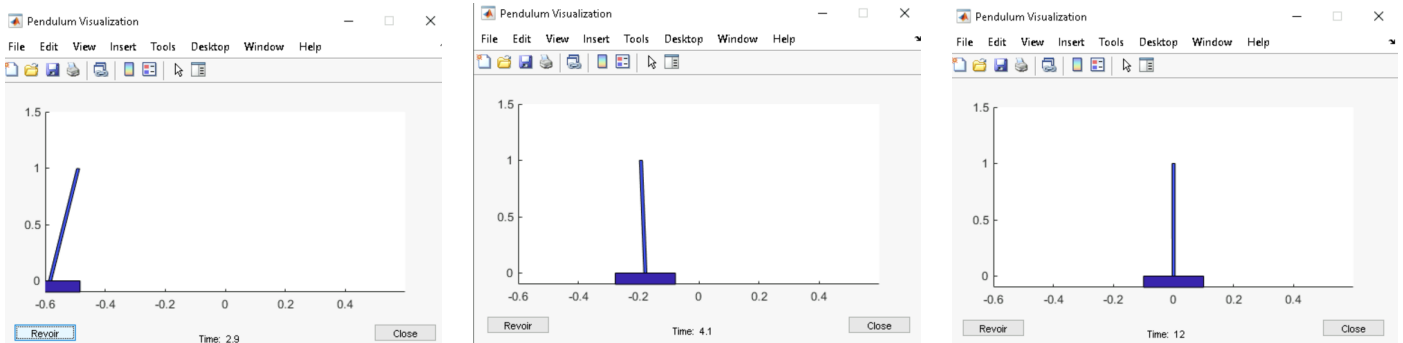 Pendulum Visualization
File Edit View Insert Tools Desktop Window Help
1.5
1
0.5
0
-0.6 -0.4 -0.2 0 0.2 0.4
Revoir Time: 2.9 Close
Pendulum Visualization
File Edit View Insert Tools Desktop Window Help
1.5
1
0.5
0
-0.6 -0.4 -0.2 0 0.2 0.4
Revoir Time: 4.1 Close
Pendulum Visualization
File Edit View Insert Tools Desktop Window Help
1.5
1
0.5
0
-0.6 -0.4 -0.2 0 0.2 0.4
Revoir Time: 12 Close